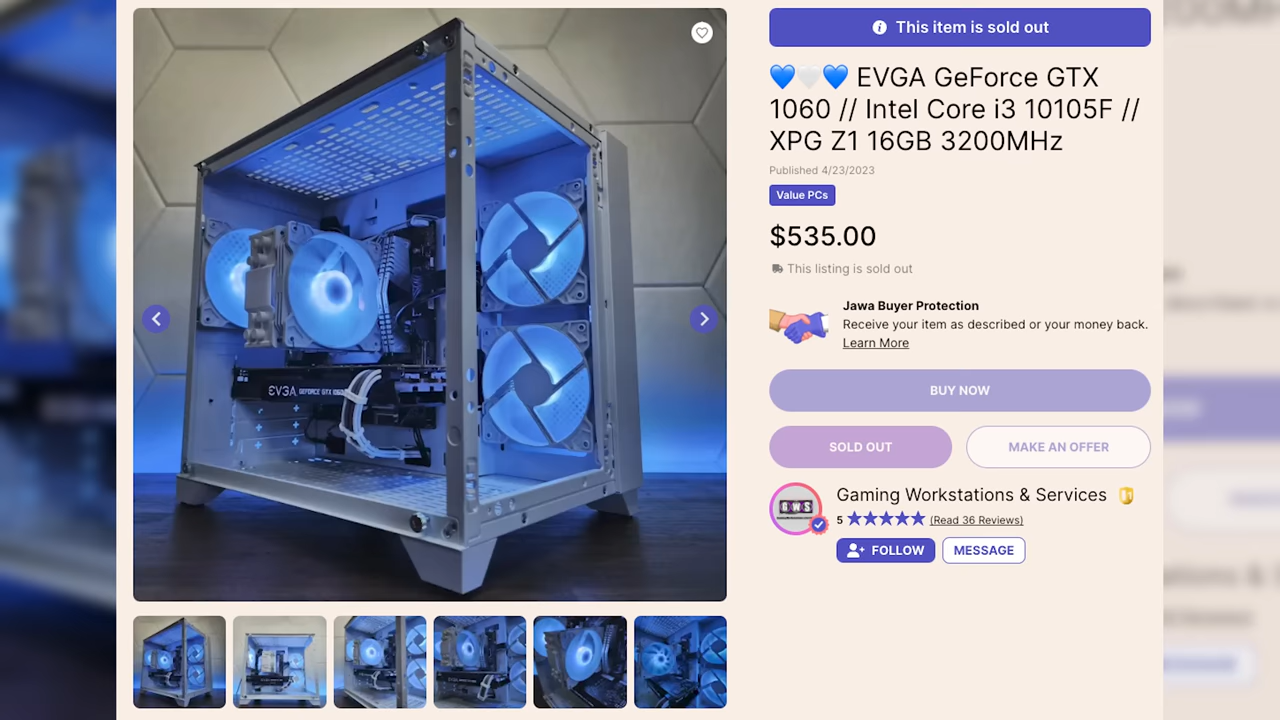 This item is sold out
💙🤍💙 EVGA GeForce GTX
1060 // Intel Core i3 10105F //
XPG Z1 16GB 3200MHz
Published 4/23/2023
Value PCs
$535.00
This listing is sold out
Jawa Buyer Protection
Receive your item as described or your money back.
Learn More
BUY NOW
SOLD OUT
MAKE AN OFFER
Gaming Workstations & Services
5 ★★★★★ (Read 36 Reviews)
FOLLOW
MESSAGE
EVGA GEFORCE GTX 1060